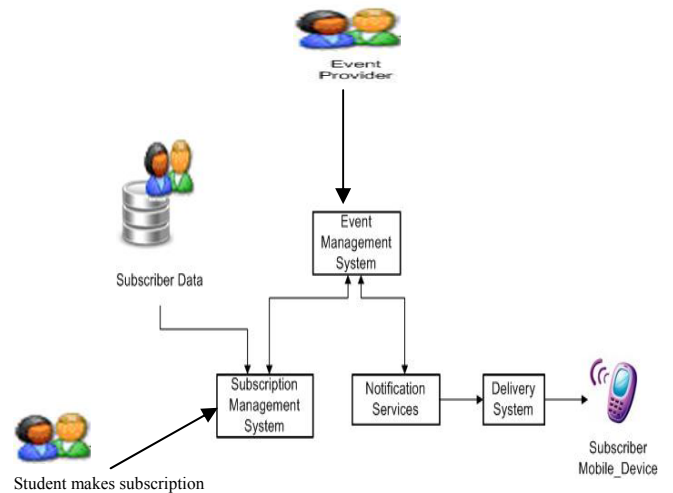 Event
Provider
Event
Management
System
Subscriber Data
Subscription
Management
System
Notification
Services
Delivery
System
Subscriber
Mobile_Device
Student makes subscription